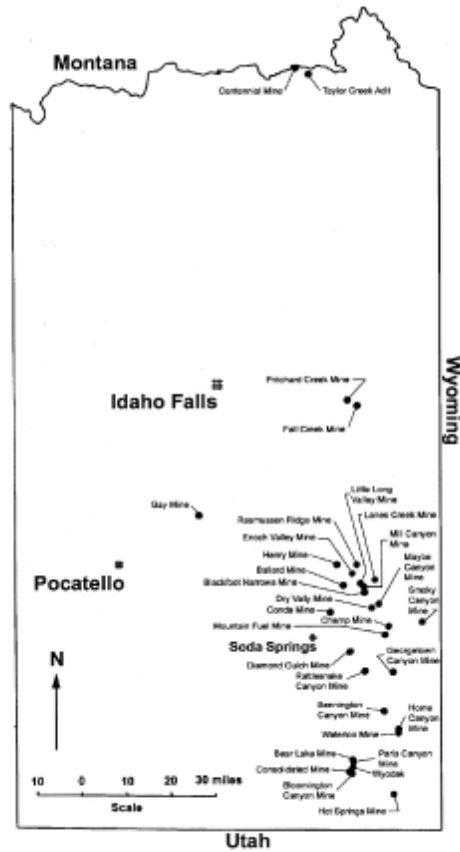 Montana
Centennial Mine
Taylor Creek Adit
Wyoming
Pritchard Creek Mine
Idaho Falls
Fall Creek Mine
Little Long
Valley Mine
Gay Mine
Lanes Creek Mine
Rasmussen Ridge Mine
Mill Canyon
Mine
Enoch Valley Mine
Maybe
Canyon
Mine
Henry Mine
Ballard Mine
Pocatello
Blackfoot Narrows Mine
Smoky
Canyon
Mine
Dry Vally Mine
Conda Mine
Champ Mine
Mountain Fuel Mine
Soda Springs
Georgetown
Canyon Mine
N
Diamond Gulch Mine
Rattlesnake
Canyon Mine
Bennington
Canyon Mine
Home
Canyon
Mine
Waterloo Mine
Bear Lake Mine
Paris Canyon
Mine
Consolidated Mine
Wyodak
10 0 10 20 30 miles
Bloomington
Canyon Mine
Scale
Hot Springs Mine
Utah